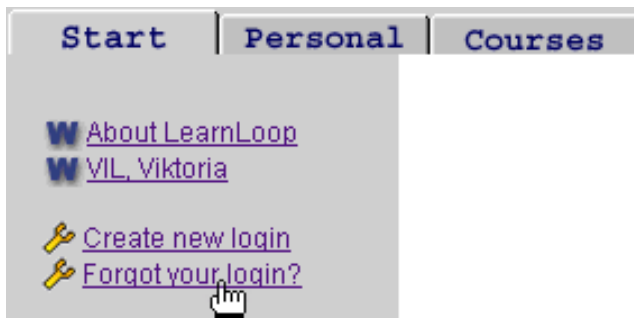 Start Personal Courses
W About LearnLoop
W VIL, Viktoria
Create new login
Forgot your login?